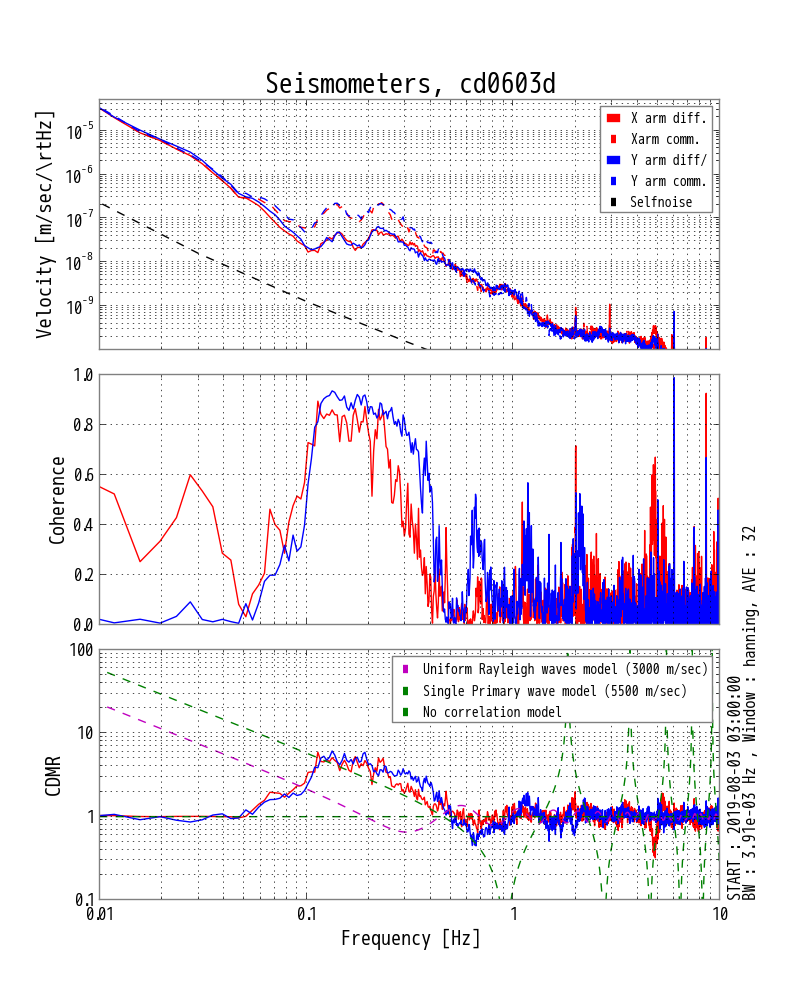 Seismometers, cd0603d
Velocity [m/sec/\rtHz]
10^-5
10^-6
10^-7
10^-8
10^-9
X arm diff.
Xarm comm.
Y arm diff/
Y arm comm.
Selfnoise
Coherence
1.0
0.8
0.6
0.4
0.2
0.0
CDMR
100
10
1
0.1
Uniform Rayleigh waves model (3000 m/sec)
Single Primary wave model (5500 m/sec)
No correlation model
0.01 0.1 1 10
Frequency [Hz]
START : 2019-08-03 03:00:00
BW : 3.91e-03 Hz , Window : hanning, AVE : 32